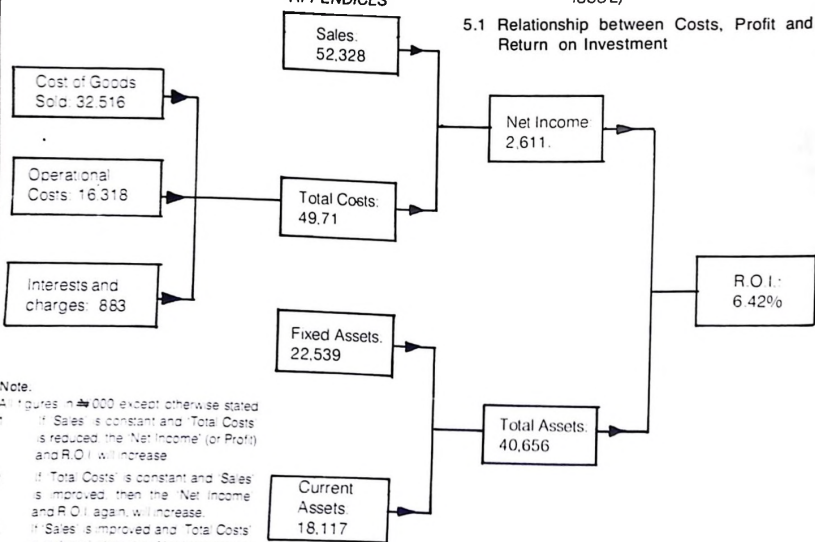 APPENDICES
5.1 Relationship between Costs, Profit and
Return on Investment
Sales.
52,328
Cost of Goods
Sold: 32.516
Net Income:
2,611.
Operational
Costs: 16.318
Total Costs:
49.71
Interests and
charges: 883
R.O.I.:
6.42%
Fixed Assets.
22,539
Total Assets.
40,656
Current
Assets.
18.117
Note.
All figures in ₦000 except otherwise stated
If 'Sales' is constant and 'Total Costs
is reduced, the 'Net Income' (or Profit)
and R.O.I. will increase
If 'Total Costs' is constant and 'Sales'
is improved, then the 'Net Income
and R.O.I. again, will increase.
If 'Sales' is improved and 'Total Costs'